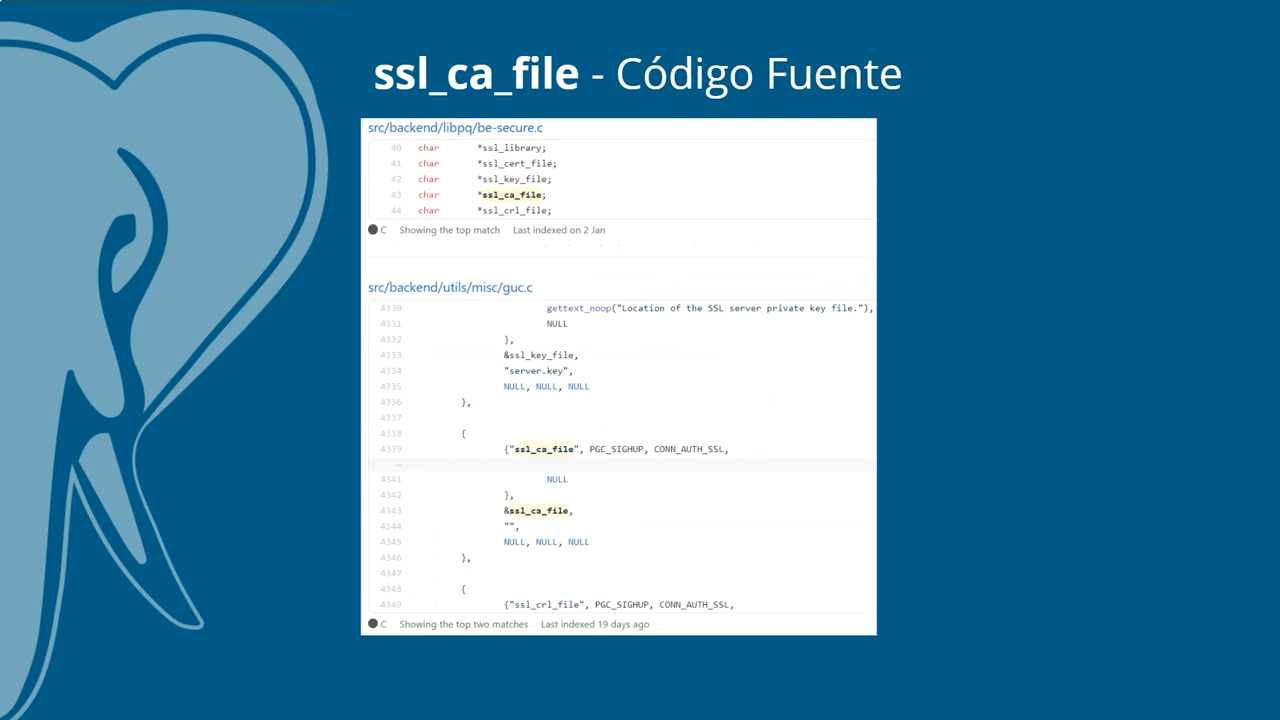 ssl_ca_file - Código Fuente
src/backend/libpq/be-secure.c
40 char *ssl_library;
41 char *ssl_cert_file;
42 char *ssl_key_file;
43 char *ssl_ca_file;
44 char *ssl_crl_file;
C Showing the top match Last indexed on 2 Jan
src/backend/utils/misc/guc.c
4330 gettext_noop("Location of the SSL server private key file."),
4331 NULL
4332 },
4333 &ssl_key_file,
4334 "server.key",
4335 NULL, NULL, NULL
4336 },
4337
4338 {
4339 {"ssl_ca_file", PGC_SIGHUP, CONN_AUTH_SSL,
…
4341 NULL
4342 },
4343 &ssl_ca_file,
4344 "",
4345 NULL, NULL, NULL
4346 },
4347
4348 {
4349 {"ssl_crl_file", PGC_SIGHUP, CONN_AUTH_SSL,
C Showing the top two matches Last indexed 19 days ago